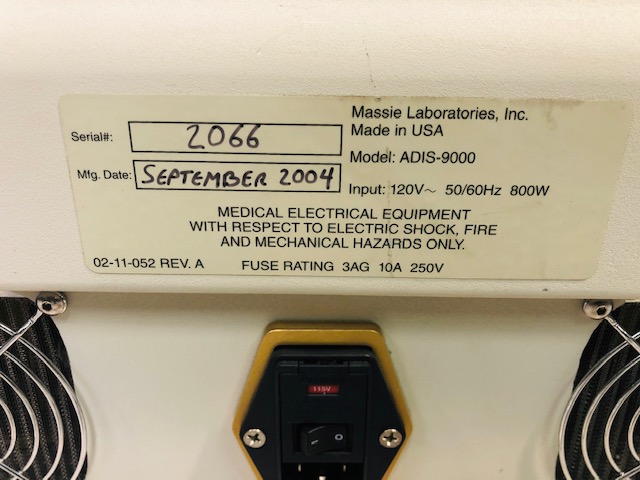 Massie Laboratories, Inc.
Made in USA
Serial#: 2066
Model: ADIS-9000
Mfg. Date: SEPTEMBER 2004
Input: 120V~ 50/60Hz 800W
MEDICAL ELECTRICAL EQUIPMENT
WITH RESPECT TO ELECTRIC SHOCK, FIRE
AND MECHANICAL HAZARDS ONLY.
02-11-052 REV. A FUSE RATING 3AG 10A 250V
115V